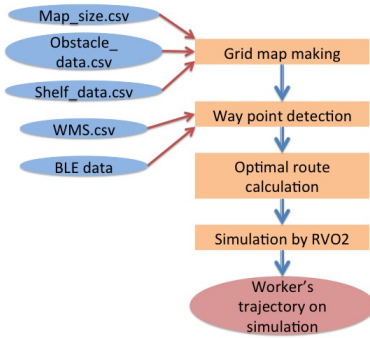 Map_size.csv
Obstacle_
data.csv
Shelf_data.csv
WMS.csv
BLE data
Grid map making
Way point detection
Optimal route
calculation
Simulation by RVO2
Worker's
trajectory on
simulation